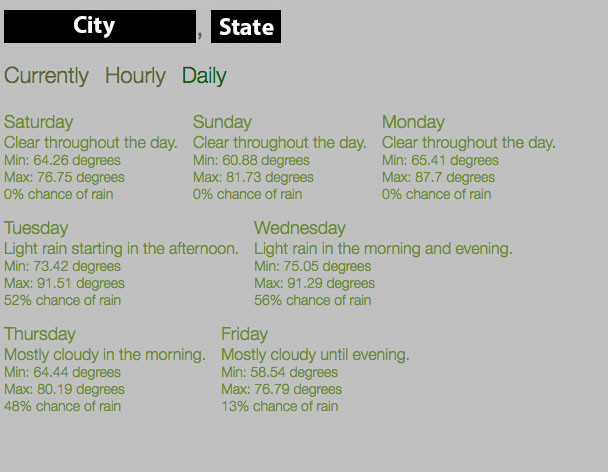 City, State
Currently Hourly Daily
Saturday
Clear throughout the day.
Min: 64.26 degrees
Max: 76.75 degrees
0% chance of rain
Sunday
Clear throughout the day.
Min: 60.88 degrees
Max: 81.73 degrees
0% chance of rain
Monday
Clear throughout the day.
Min: 65.41 degrees
Max: 87.7 degrees
0% chance of rain
Tuesday
Light rain starting in the afternoon.
Min: 73.42 degrees
Max: 91.51 degrees
52% chance of rain
Wednesday
Light rain in the morning and evening.
Min: 75.05 degrees
Max: 91.29 degrees
56% chance of rain
Thursday
Mostly cloudy in the morning.
Min: 64.44 degrees
Max: 80.19 degrees
48% chance of rain
Friday
Mostly cloudy until evening.
Min: 58.54 degrees
Max: 76.79 degrees
13% chance of rain